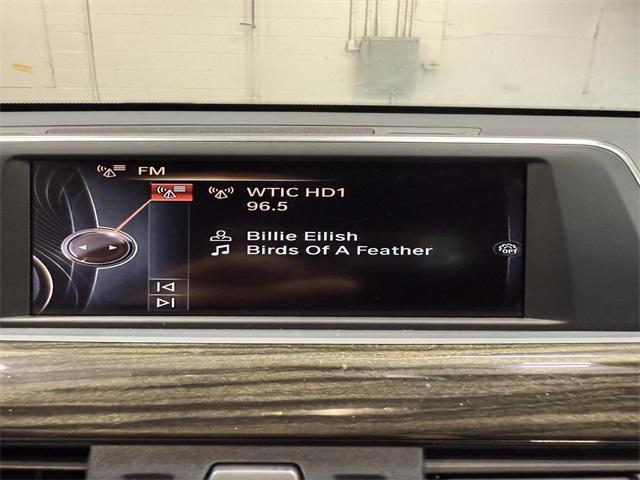 FM
WTIC HD1
96.5
Billie Eilish
Birds Of A Feather
OPT